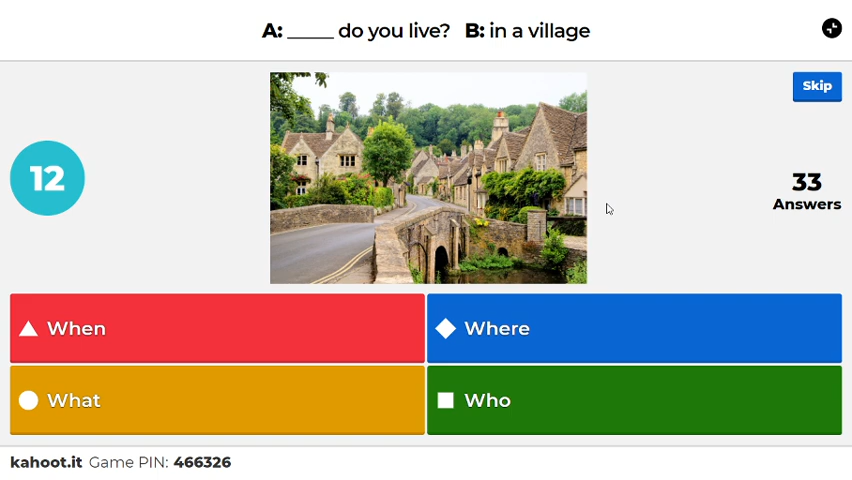 A: _____ do you live? B: in a village
Skip
12
33
Answers
When
Where
What
Who
kahoot.it Game PIN: 466326